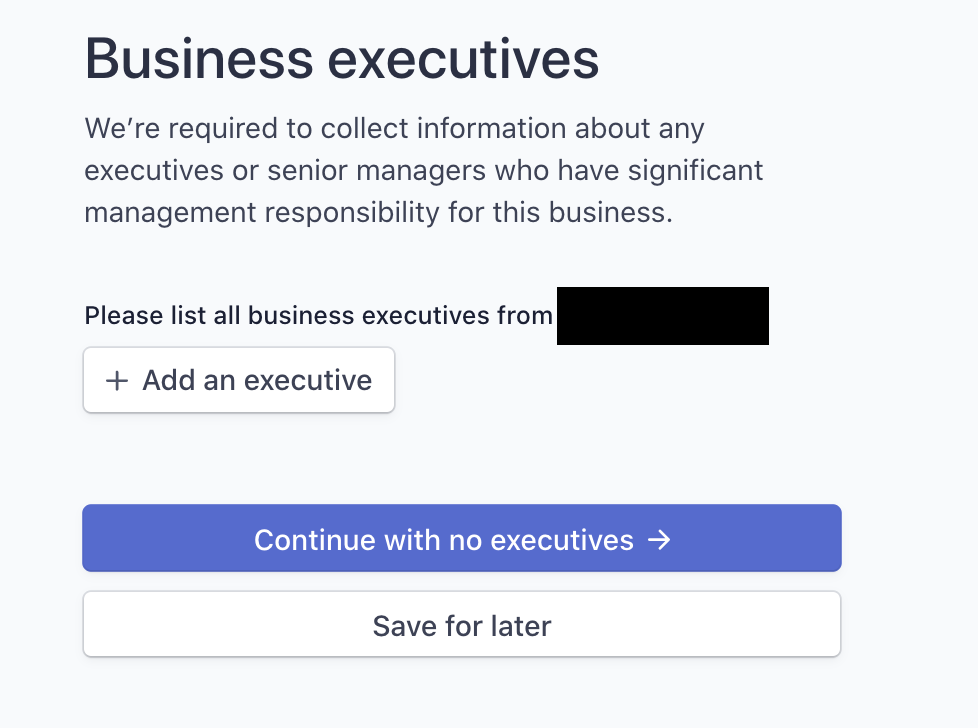 Business executives
We’re required to collect information about any
executives or senior managers who have significant
management responsibility for this business.
Please list all business executives from
+ Add an executive
Continue with no executives →
Save for later